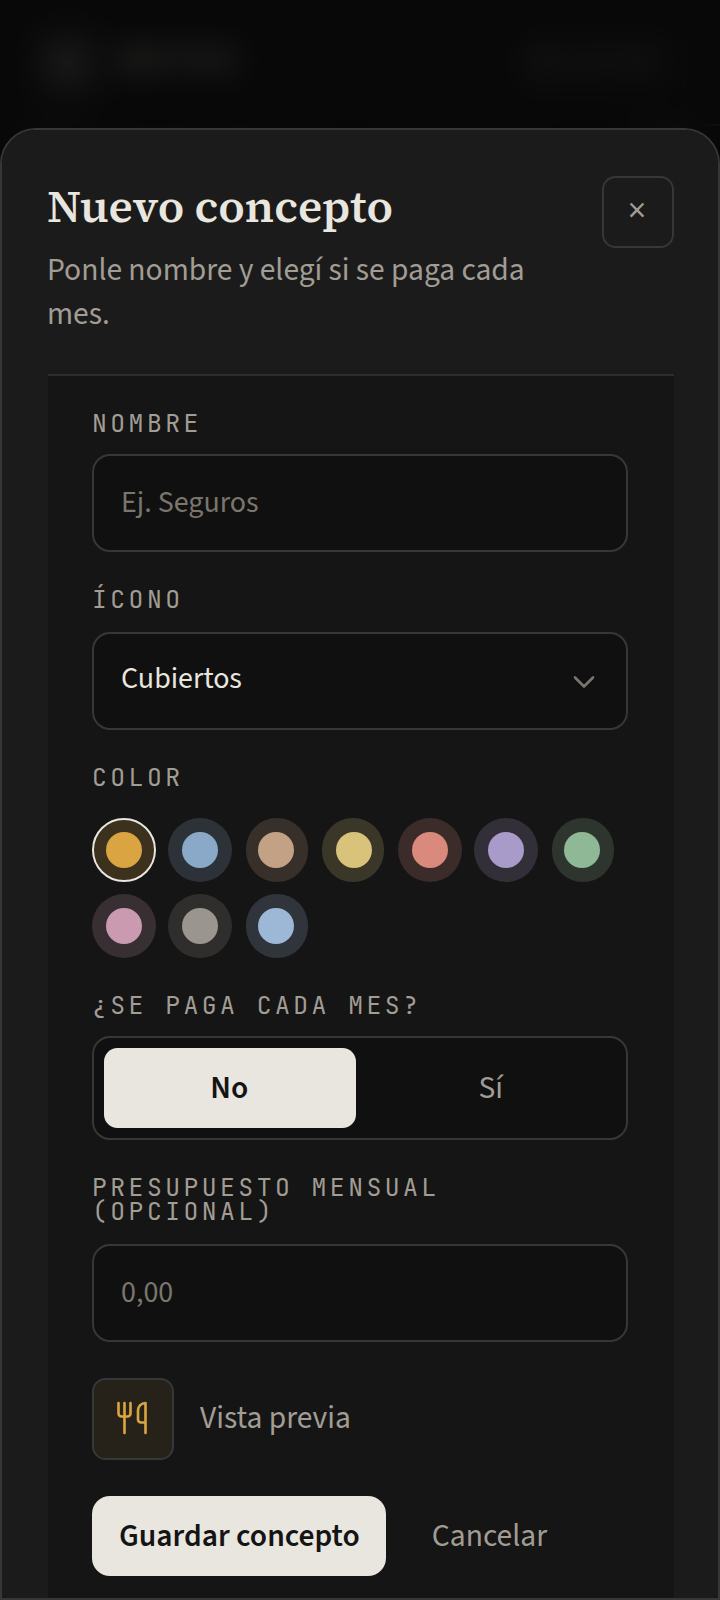 Nuevo concepto
×
Ponle nombre y elegí si se paga cada
mes.
NOMBRE
Ej. Seguros
ÍCONO
Cubiertos
COLOR
¿SE PAGA CADA MES?
No
Sí
PRESUPUESTO MENSUAL
(OPCIONAL)
0,00
Vista previa
Guardar concepto
Cancelar